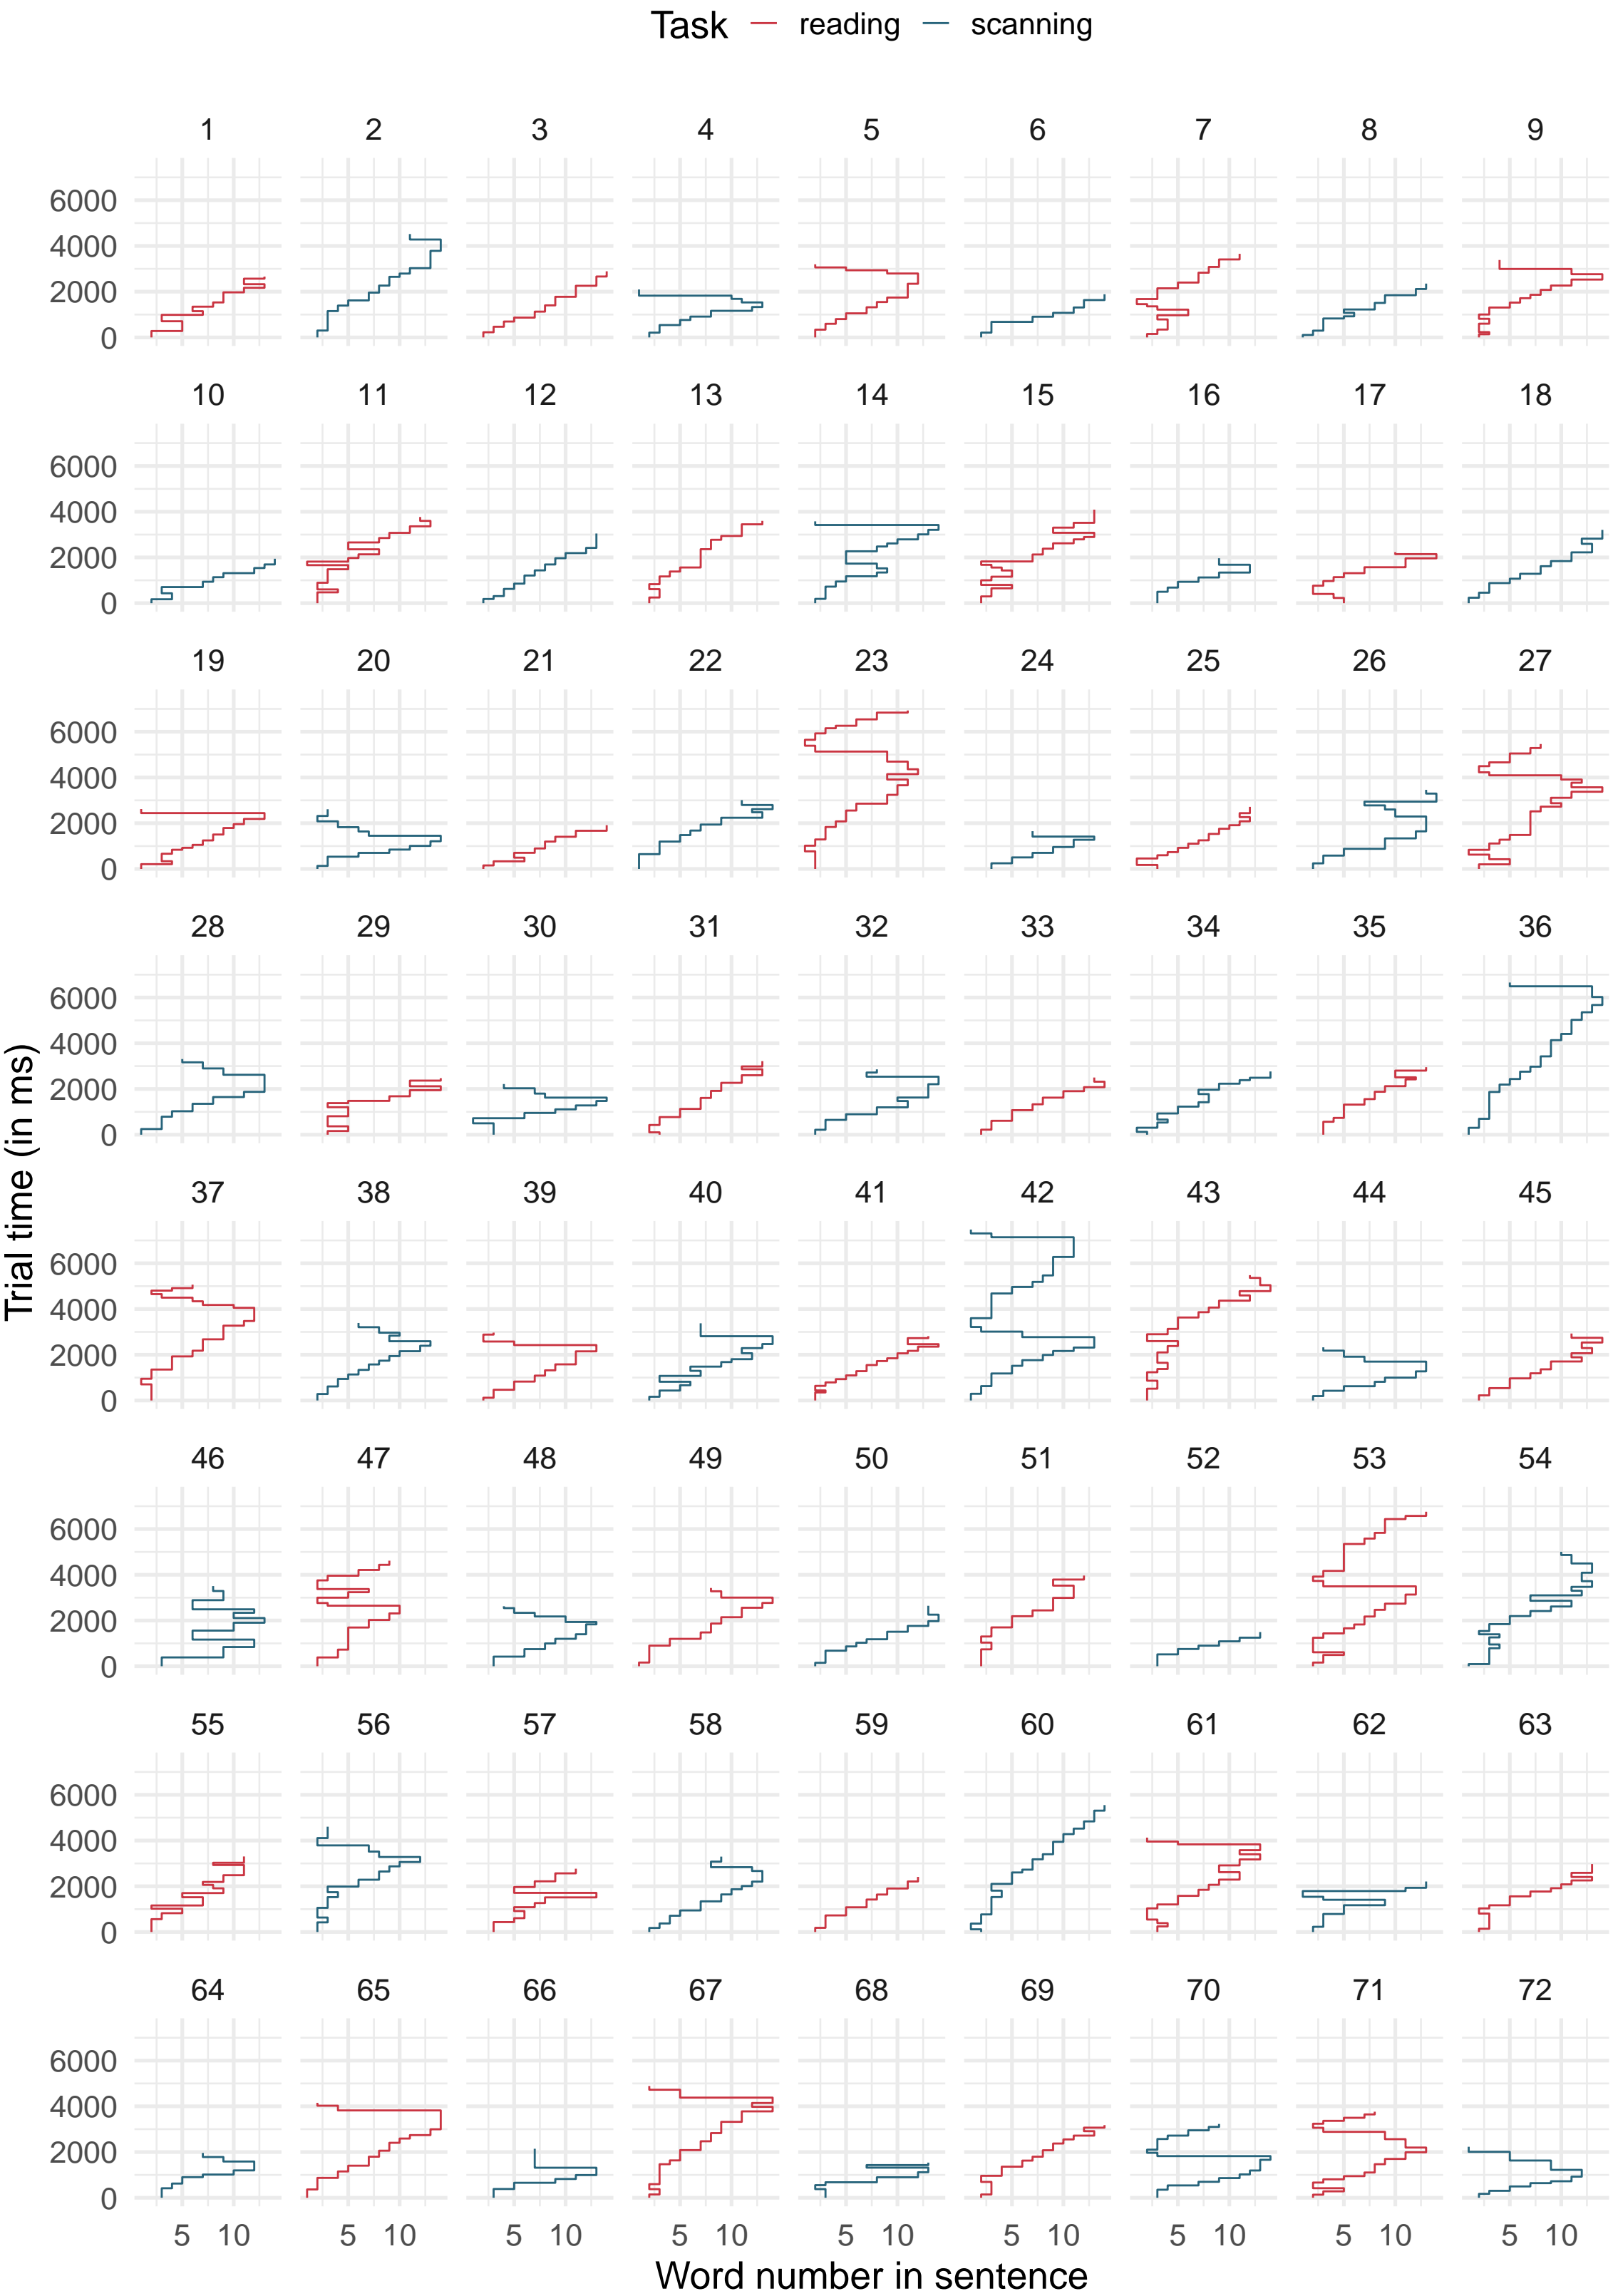 Task reading scanning
1 2 3 4 5 6 7 8 9
6000
4000
2000
0
10 11 12 13 14 15 16 17 18
6000
4000
2000
0
19 20 21 22 23 24 25 26 27
6000
4000
2000
0
28 29 30 31 32 33 34 35 36
6000
4000
2000
0
37 38 39 40 41 42 43 44 45
6000
4000
2000
0
46 47 48 49 50 51 52 53 54
6000
4000
2000
0
55 56 57 58 59 60 61 62 63
6000
4000
2000
0
64 65 66 67 68 69 70 71 72
6000
4000
2000
0
5 10 5 10 5 10 5 10 5 10 5 10 5 10 5 10 5 10
Word number in sentence
Trial time (in ms)